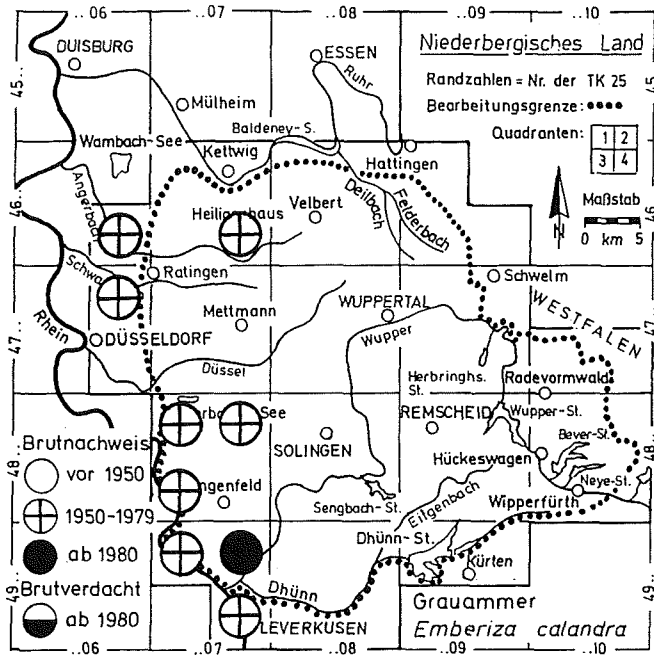 ..06 ..07 ..08 ..09 ..10
DUISBURG
ESSEN
Niederbergisches Land
45..
Ruhr
Randzahlen = Nr. der TK 25
Bearbeitungsgrenze:
Mülheim
Quadranten:
1 2
3 4
Baldeney-S.
Wambach-See
Kettwig
Hattingen
Maßstab
0 km 5
N
Angerbach
46..
Heiligenhaus
Velbert
Deilbach
Felderbach
Schwa
Ratingen
Schwelm
WESTFALEN
Mettmann
WUPPERTAL
Wupper
Rhein
DÜSSELDORF
47..
Düssel
Herbringhs.
St.
Radevormwald
See
REMSCHEID
Wupper-St.
Brutnachweis
SOLINGEN
Bever-St.
48..
vor 1950
Hückeswagen
Neye-St.
1950-1979
ngenfeld
Sengbach-St.
Eifgenbach
Wipperfürth
ab 1980
Dhünn-
St.
Kürten
Brutverdacht
Dhünn
49..
ab 1980
Grauammer
LEVERKUSEN
Emberiza calandra
..06 ..07 ..08 ..09 ..10